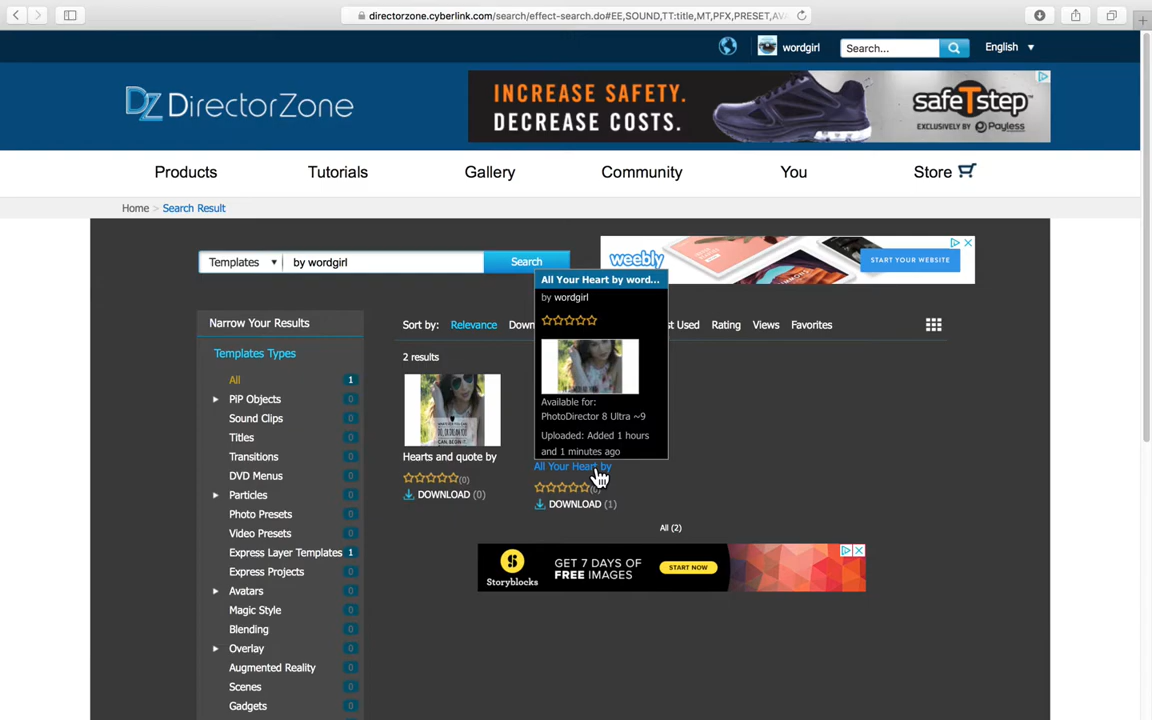 directorzone.cyberlink.com/search/effect-search.do#EE,SOUND,TT:title,MT,PFX,PRESET,AV
wordgirl
Search...
English
DZ DirectorZone
INCREASE SAFETY.
DECREASE COSTS.
safeTstep
EXCLUSIVELY BY Payless
Products
Tutorials
Gallery
Community
You
Store
Home > Search Result
Templates
by wordgirl
Search
weebly
START YOUR WEBSITE
Narrow Your Results
Templates Types
All 1
PiP Objects 0
Sound Clips 0
Titles 0
Transitions 0
DVD Menus 0
Particles 0
Photo Presets 0
Video Presets 0
Express Layer Templates 1
Express Projects 0
Avatars 0
Magic Style 0
Blending 0
Overlay 0
Augmented Reality 0
Scenes 0
Gadgets 0
Sort by:
Relevance
Down
st Used
Rating
Views
Favorites
2 results
Hearts and quote by
(0)
DOWNLOAD (0)
All Your Heart by word...
by wordgirl
Available for:
PhotoDirector 8 Ultra ~9
Uploaded: Added 1 hours
and 1 minutes ago
All Your Heart by
DOWNLOAD (1)
All (2)
Storyblocks
GET 7 DAYS OF
FREE IMAGES
START NOW